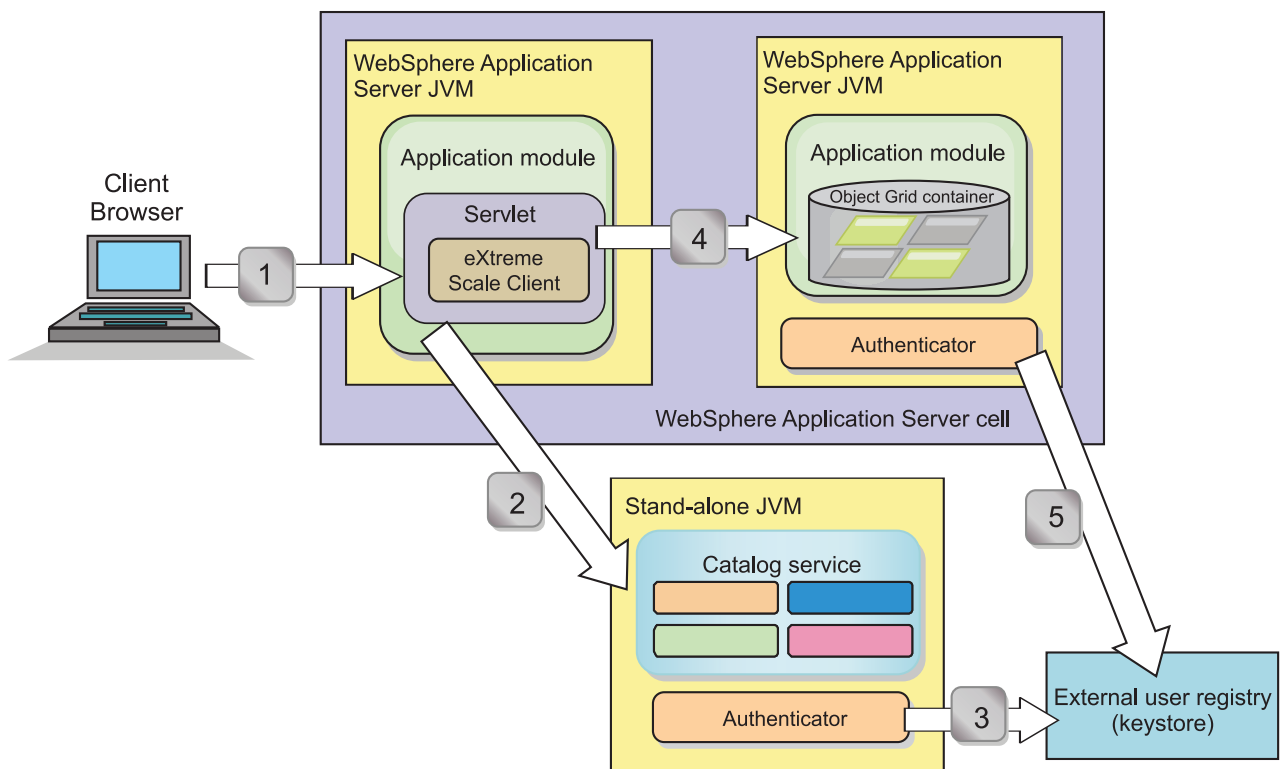 WebSphere Application
Server JVM
WebSphere Application
Server JVM
Application module
Application module
Client
Browser
Object Grid container
Servlet
eXtreme
Scale Client
1
4
Authenticator
WebSphere Application Server cell
2
Stand-alone JVM
5
Catalog service
External user registry
(keystore)
Authenticator
3